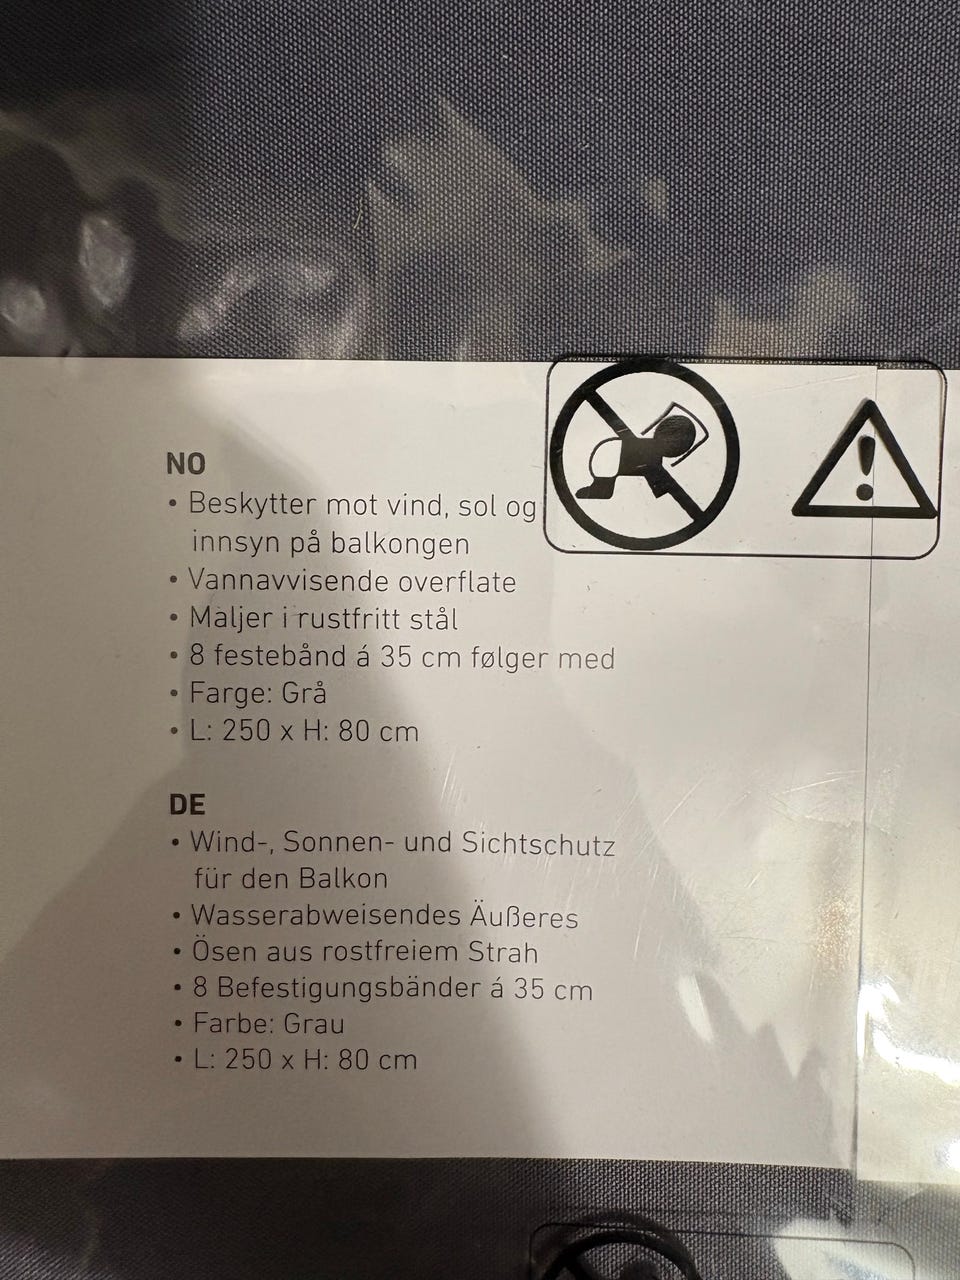 NO
• Beskytter mot vind, sol og
innsyn på balkongen
• Vannavvisende overflate
• Maljer i rustfritt stål
• 8 festebånd á 35 cm følger med
• Farge: Grå
• L: 250 x H: 80 cm
DE
• Wind-, Sonnen- und Sichtschutz
für den Balkon
• Wasserabweisendes Äußeres
• Ösen aus rostfreiem Strah
• 8 Befestigungsbänder á 35 cm
• Farbe: Grau
• L: 250 x H: 80 cm